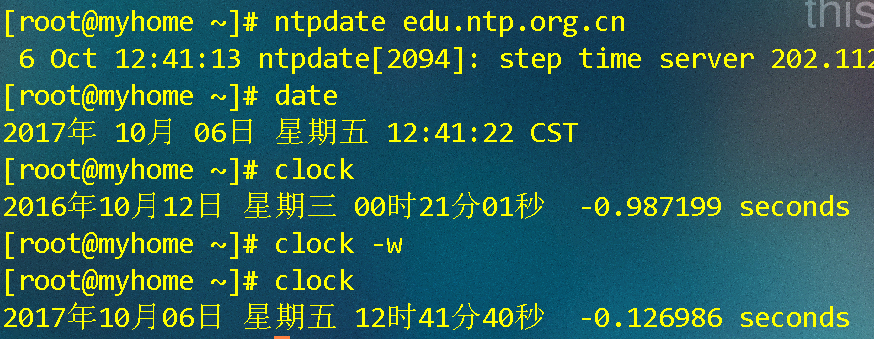 this
[root@myhome ~]# ntpdate edu.ntp.org.cn
6 Oct 12:41:13 ntpdate[2094]: step time server 202.112
[root@myhome ~]# date
2017年 10月 06日 星期五 12:41:22 CST
[root@myhome ~]# clock
2016年10月12日 星期三 00时21分01秒 -0.987199 seconds
[root@myhome ~]# clock -w
[root@myhome ~]# clock
2017年10月06日 星期五 12时41分40秒 -0.126986 seconds